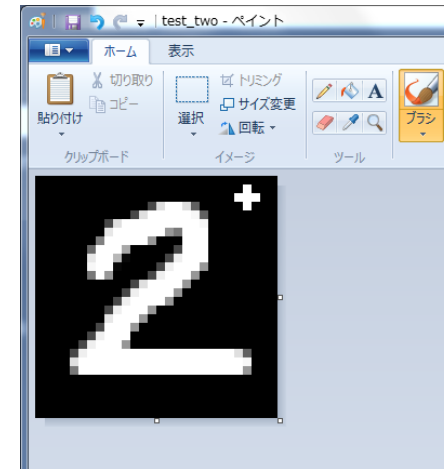 test_two - ペイント
ホーム 表示
貼り付け
切り取り
コピー
クリップボード
選択
トリミング
サイズ変更
回転
イメージ
A
ツール
ブラシ
2